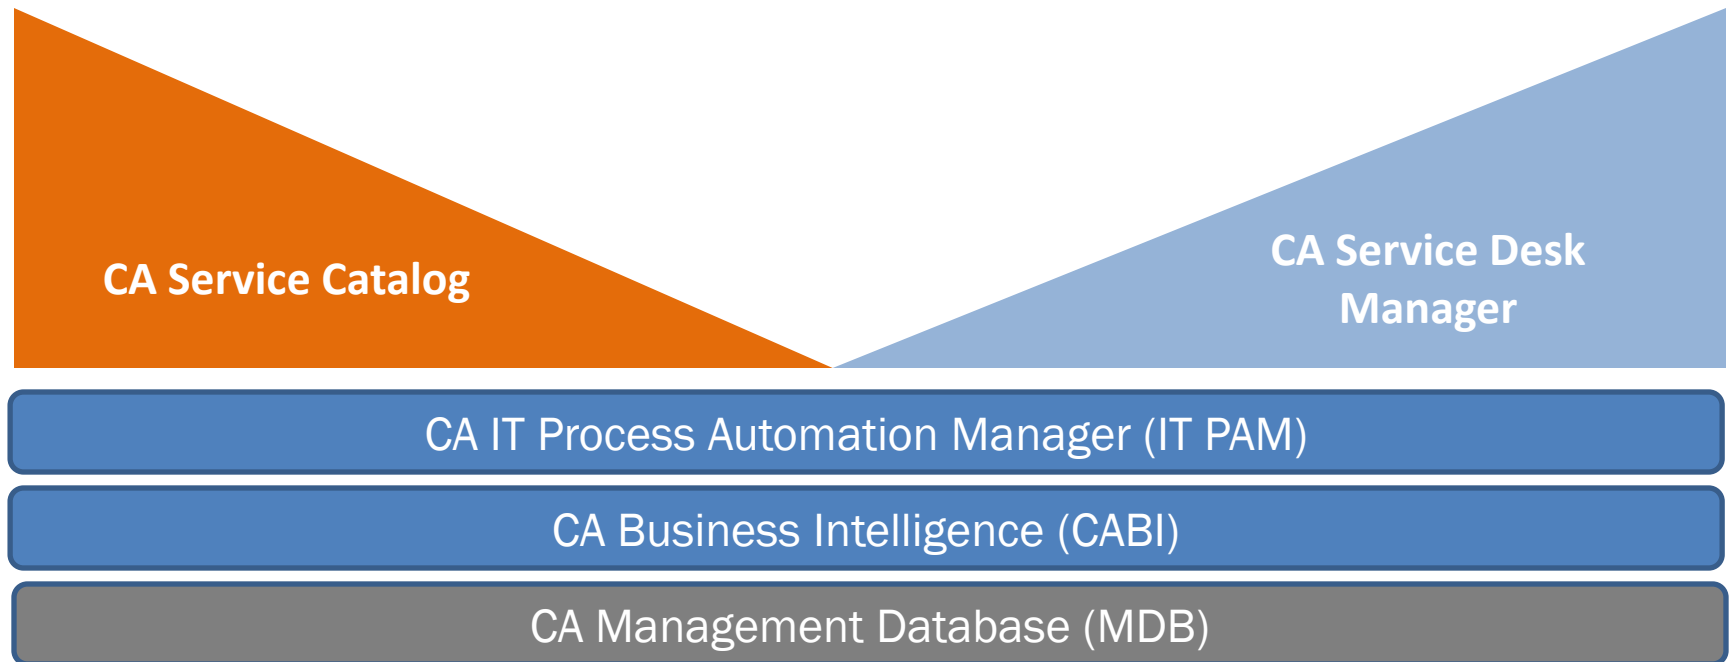 CA Service Catalog
CA Service Desk
Manager
CA IT Process Automation Manager (IT PAM)
CA Business Intelligence (CABI)
CA Management Database (MDB)